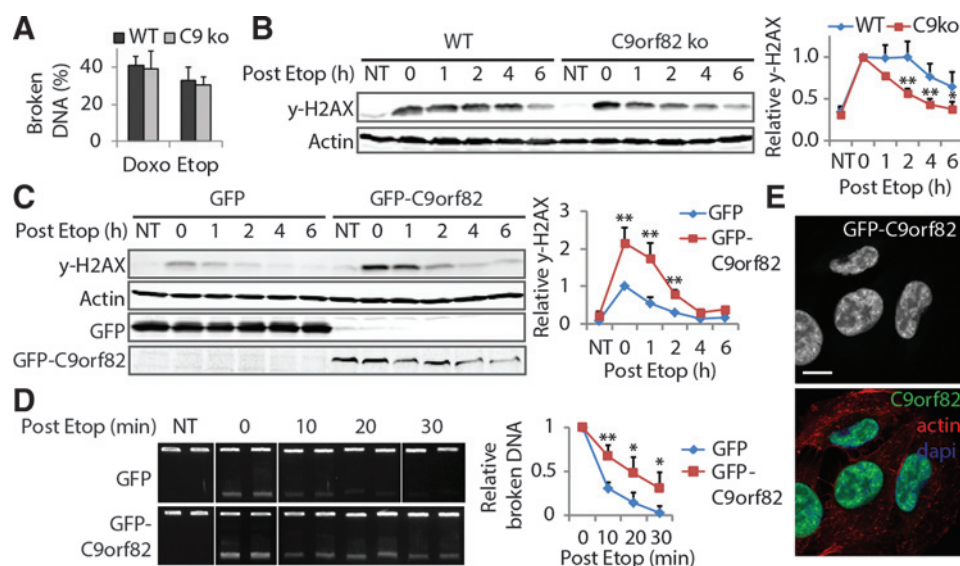 A
WT C9 ko
Broken DNA (%)
40
20
0
Doxo Etop
B
WT C9orf82 ko
Post Etop (h) NT 0 1 2 4 6 NT 0 1 2 4 6
y-H2AX
Actin
WT C9ko
Relative y-H2AX
1.0
0.5
0.0
** ** *
NT 0 1 2 4 6
Post Etop (h)
C
GFP GFP-C9orf82
Post Etop (h) NT 0 1 2 4 6 NT 0 1 2 4 6
y-H2AX
Actin
GFP
GFP-C9orf82
Relative y-H2AX
3
2
1
0
** ** **
GFP
GFP-
C9orf82
NT 0 1 2 4 6
Post Etop (h)
D
Post Etop (min) NT 0 10 20 30
GFP
GFP-
C9orf82
Relative
broken DNA
1
0.5
0
** * *
GFP
GFP-
C9orf82
0 10 20 30
Post Etop (min)
E
GFP-C9orf82
C9orf82
actin
dapi